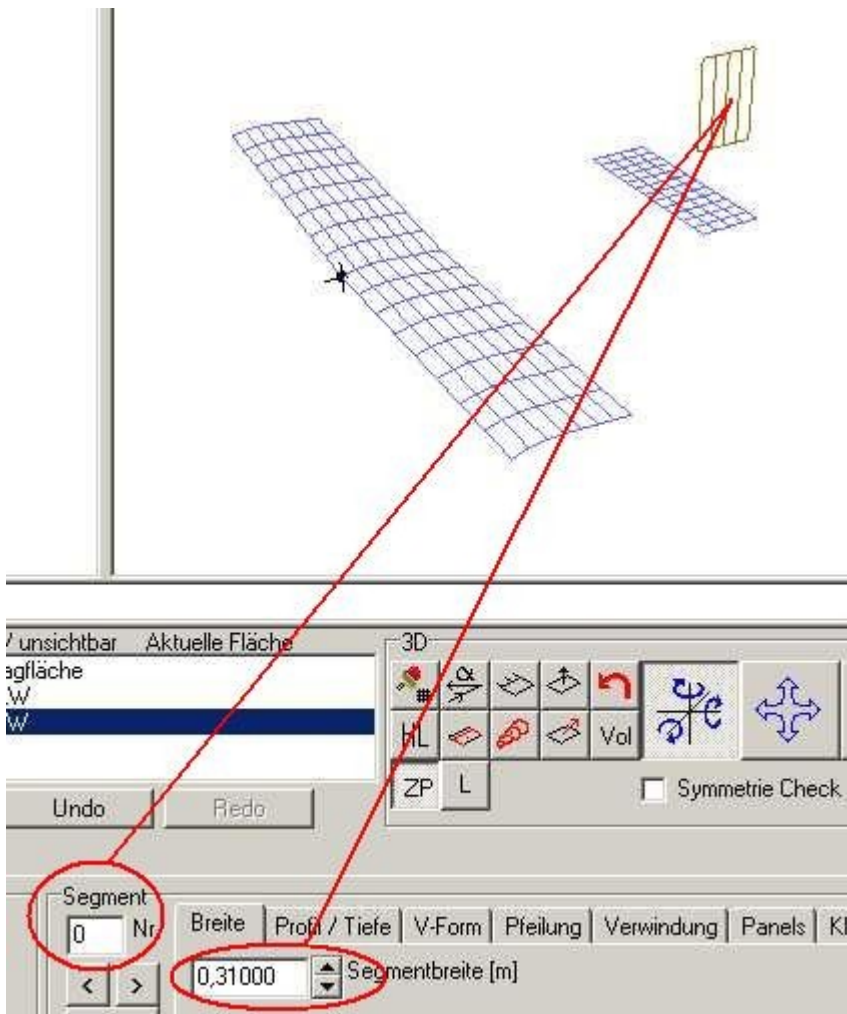 / unsichtbar Aktuelle Fläche
agfläche
W
W
Undo Redo
3D
α
HL Vol
ZP L
Symmetrie Check
Segment
0 Nr
< >
Breite Profil / Tiefe V-Form Pfeilung Verwindung Panels Kl
0,31000 Segmentbreite [m]